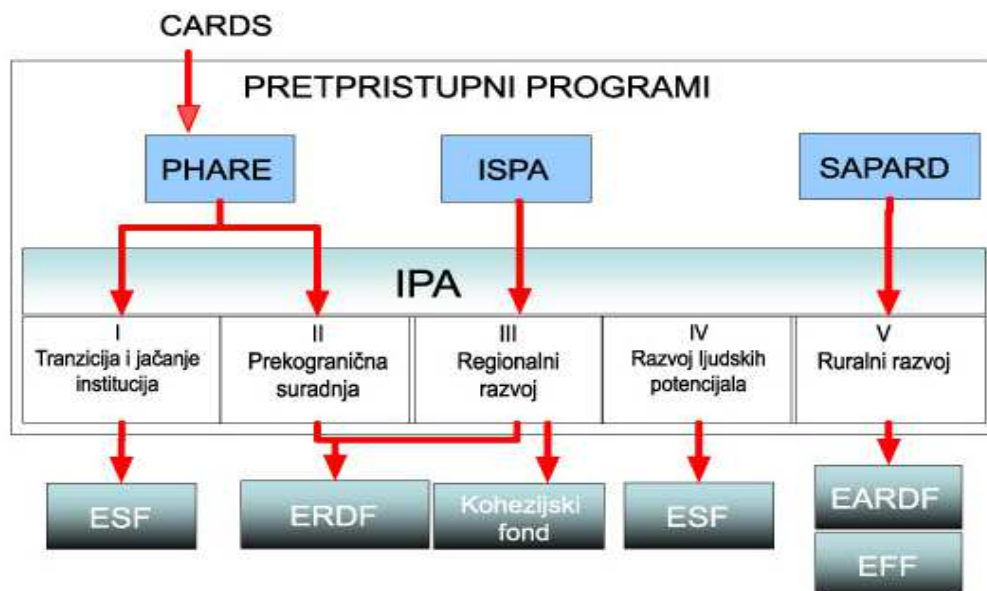 CARDS
PRETPRISTUPNI PROGRAMI
PHARE
ISPA
SAPARD
IPA
I
Tranzicija i jačanje
institucija
II
Prekogranična
suradnja
III
Regionalni
razvoj
IV
Razvoj ljudskih
potencijala
V
Ruralni razvoj
ESF
ERDF
Kohezijski
fond
ESF
EARDF
EFF